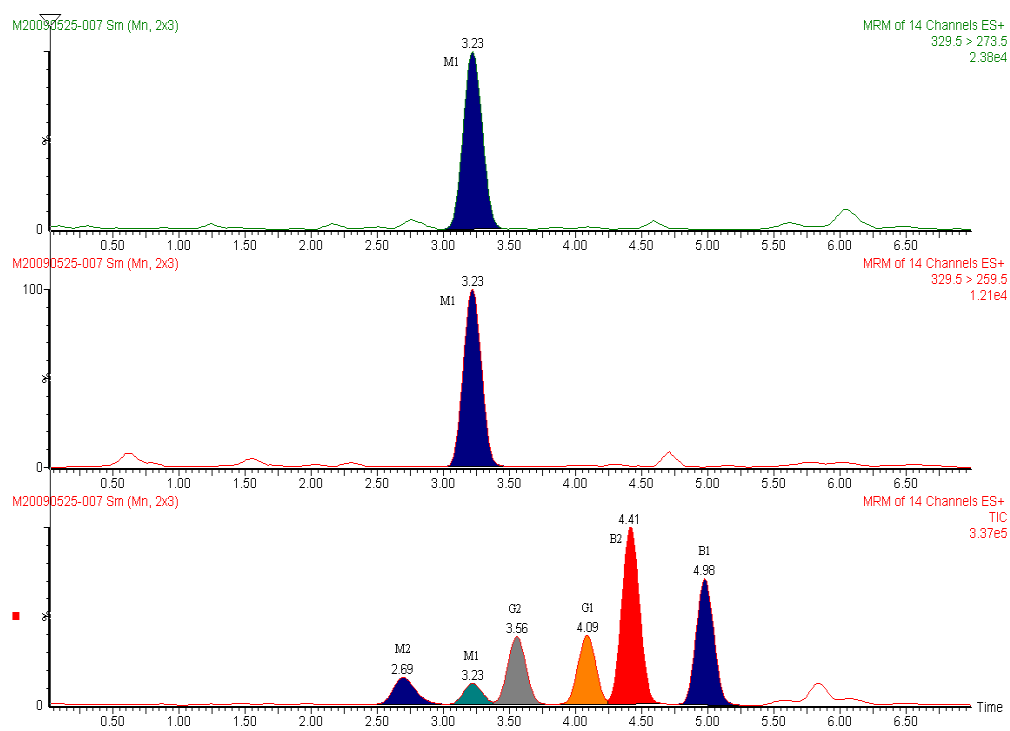 M20090525-007 Sm (Mn, 2x3)
MRM of 14 Channels ES+
329.5 > 273.5
2.38e4
3.23
M1
%
0
0.50 1.00 1.50 2.00 2.50 3.00 3.50 4.00 4.50 5.00 5.50 6.00 6.50
M20090525-007 Sm (Mn, 2x3)
MRM of 14 Channels ES+
329.5 > 259.5
1.21e4
3.23
100
M1
%
0
0.50 1.00 1.50 2.00 2.50 3.00 3.50 4.00 4.50 5.00 5.50 6.00 6.50
M20090525-007 Sm (Mn, 2x3)
MRM of 14 Channels ES+
TIC
3.37e5
4.41
B2
B1
4.98
G2
3.56
G1
4.09
M2
2.69
M1
3.23
%
0
Time
0.50 1.00 1.50 2.00 2.50 3.00 3.50 4.00 4.50 5.00 5.50 6.00 6.50